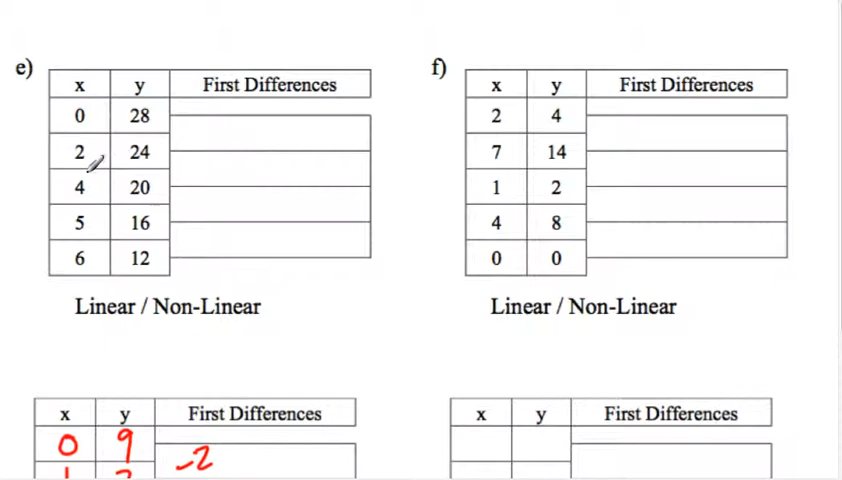 e)
x y First Differences
0 28
2 24
4 20
5 16
6 12
Linear / Non-Linear
f)
x y First Differences
2 4
7 14
1 2
4 8
0 0
Linear / Non-Linear
x y First Differences
0 9
-2
x y First Differences